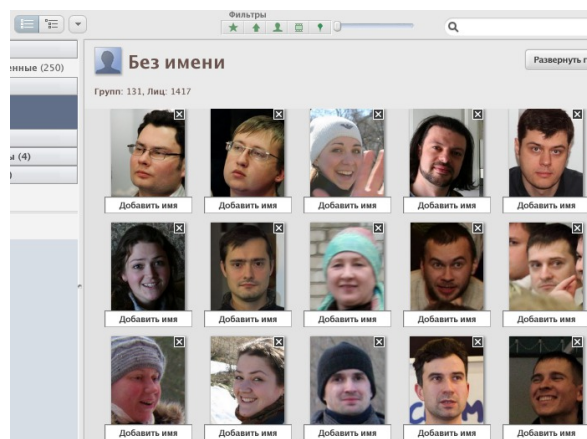 Фильтры
енные (250)
Без имени
Развернуть г
Групп: 131, Лиц: 1417
ы (4)
)
Добавить имя Добавить имя Добавить имя Добавить имя Добавить имя
Добавить имя Добавить имя Добавить имя Добавить имя Добавить имя
Добавить имя Добавить имя Добавить имя Добавить имя Добавить имя